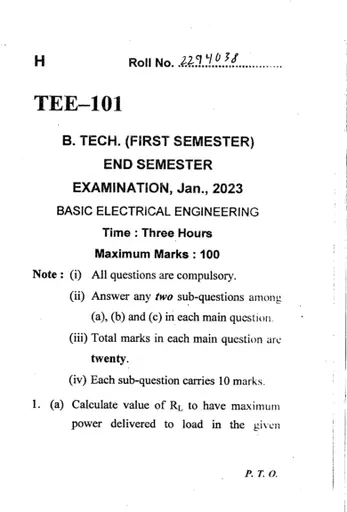 H Roll No. 2294038
TEE–101
B. TECH. (FIRST SEMESTER)
END SEMESTER
EXAMINATION, Jan., 2023
BASIC ELECTRICAL ENGINEERING
Time : Three Hours
Maximum Marks : 100
Note : (i) All questions are compulsory.
(ii) Answer any two sub-questions among
(a), (b) and (c) in each main question.
(iii) Total marks in each main question are
twenty.
(iv) Each sub-question carries 10 marks.
1. (a) Calculate value of R_L to have maximum
power delivered to load in the given
P. T. O.